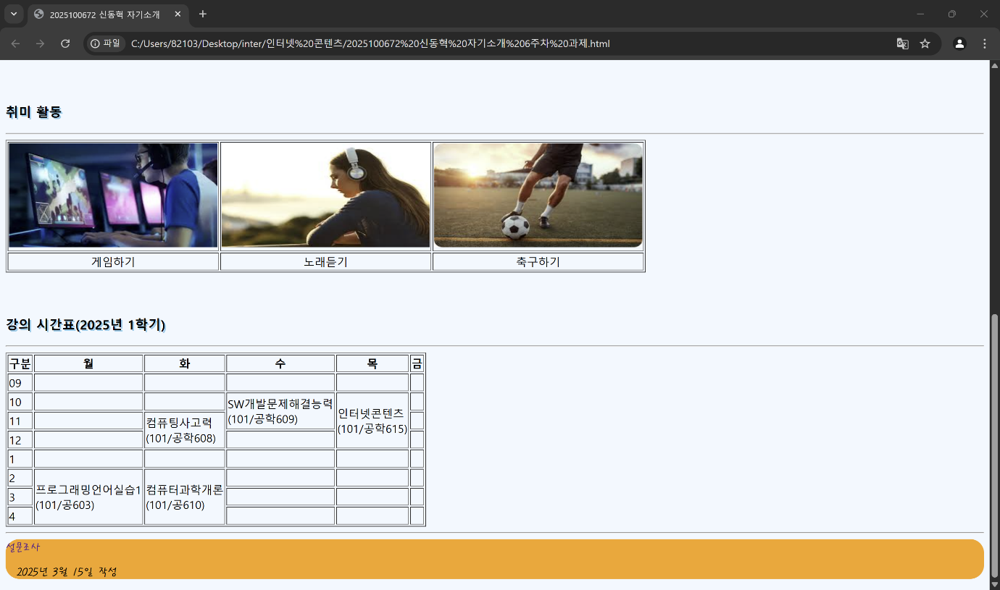 2025100672 신동혁 자기소개
파일
C:/Users/82103/Desktop/inter/인터넷%20콘텐츠/2025100672%20신동혁%20자기소개%206주차%20과제.html
취미 활동
게임하기 노래듣기 축구하기
강의 시간표(2025년 1학기)
구분 월 화 수 목 금
09
10
SW개발문제해결능력
(101/공학609)
인터넷콘텐츠
(101/공학615)
11
컴퓨팅사고력
(101/공학608)
12
1
2
프로그래밍언어실습1
(101/공603)
컴퓨터과학개론
(101/공610)
3
4
설문조사
2025년 3월 15일 작성